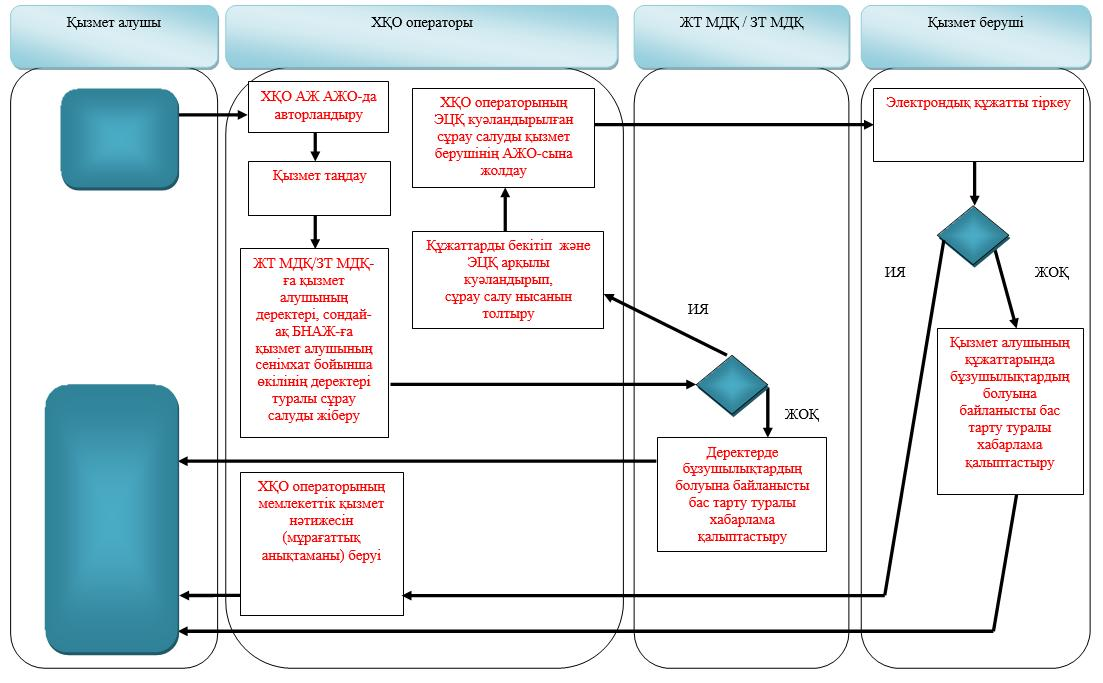 Қызмет алушы
ХҚО операторы
ЖТ МДҚ / ЗТ МДҚ
Қызмет беруші
ХҚО АЖ АЖО-да
авторландыру
Қызмет таңдау
ЖТ МДҚ/ЗТ МДҚ-
ға қызмет
алушының
деректері, сондай-
ақ БНАЖ-ға
қызмет алушының
сенімхат бойынша
өкілінің деректері
туралы сұрау
салуды жіберу
ХҚО операторының
ЭЦҚ куәландырылған
сұрау салуды қызмет
берушінің АЖО-сына
жолдау
Құжаттарды бекітіп және
ЭЦҚ арқылы
куәландырып,
сұрау салу нысанын
толтыру
ХҚО операторының
мемлекеттік қызмет
нәтижесін
(мұрағаттық
анықтаманы) беруі
ИЯ
ЖОҚ
Деректерде
бұзушылықтардың
болуына байланысты
бас тарту туралы
хабарлама
қалыптастыру
Электрондық құжатты тіркеу
ИЯ
ЖОҚ
Қызмет алушының
құжаттарында
бұзушылықтардың
болуына
байланысты бас
тарту туралы
хабарлама
қалыптастыру